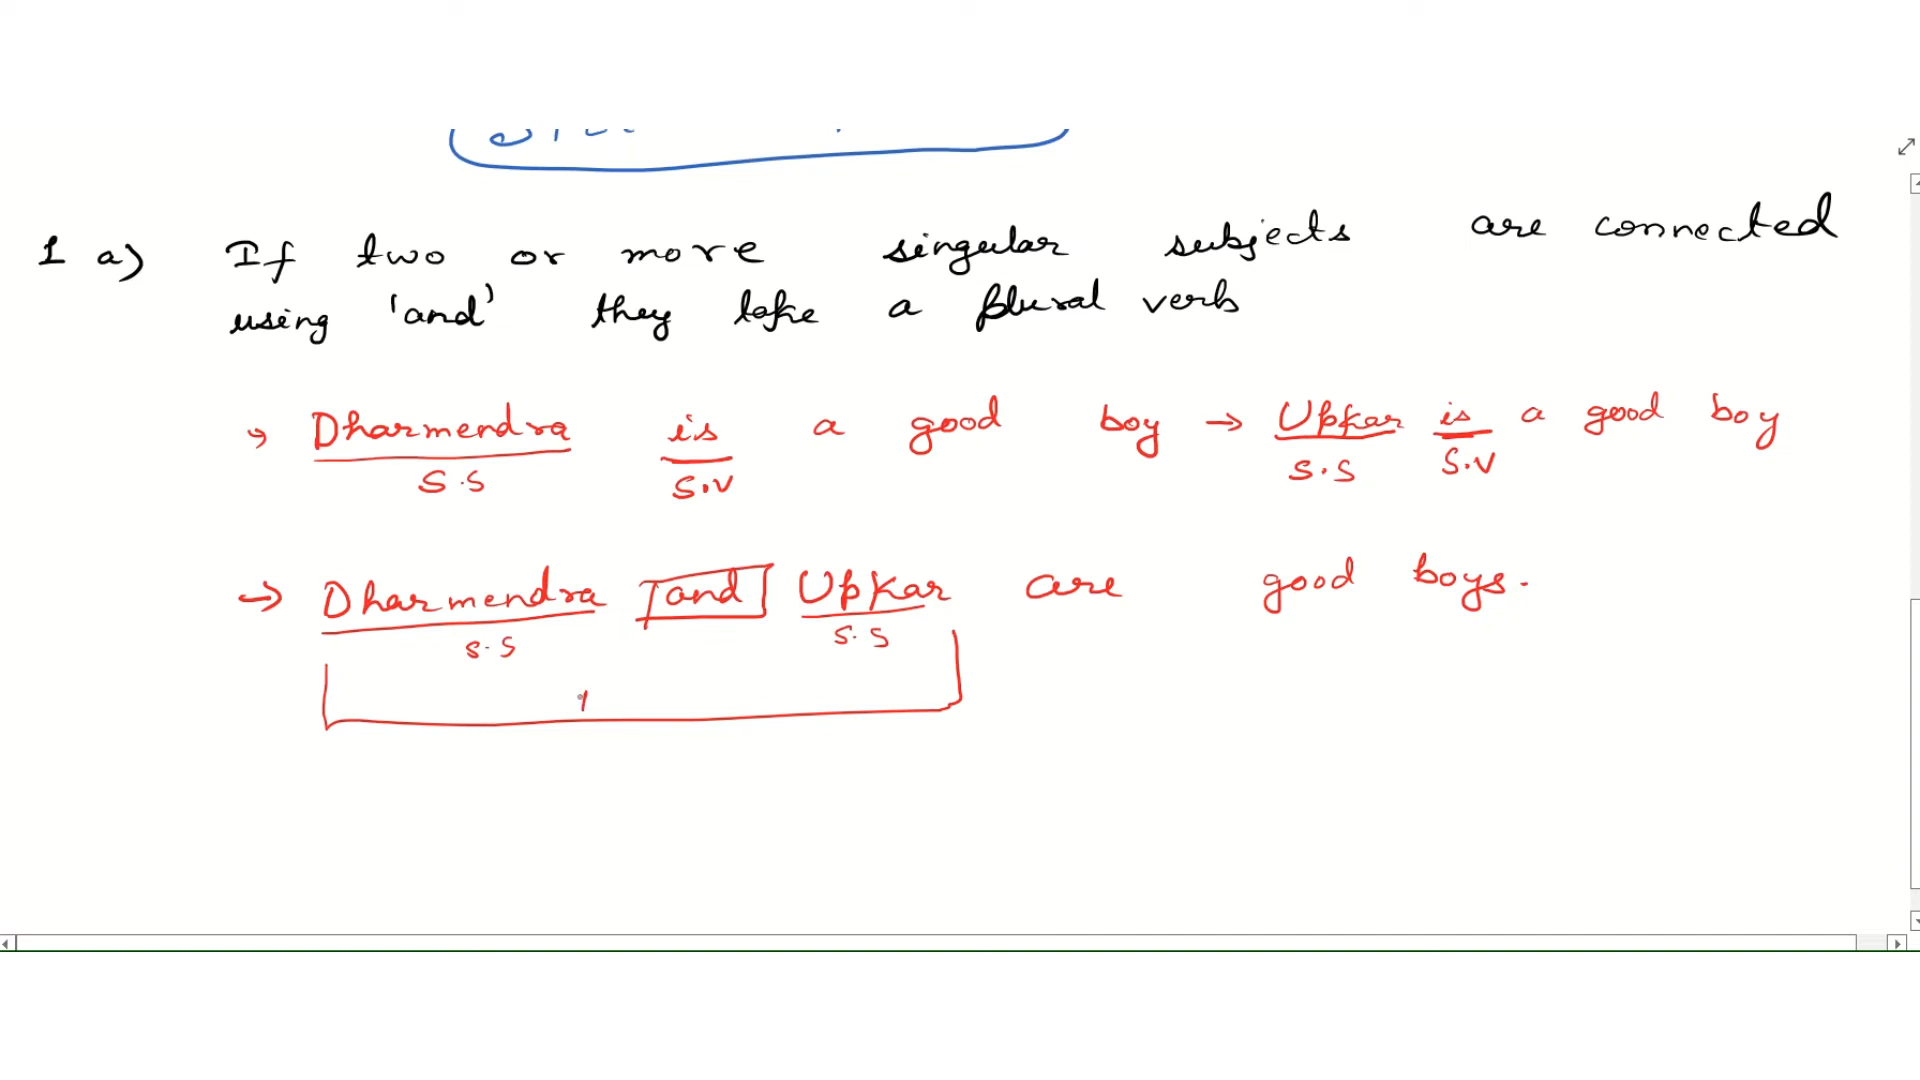 1 a) If two or more singular subjects are connected
using 'and' they take a plural verb
→ Dharmendra is a good boy → Upkar is a good boy
S.S S.V S.S S.V
→ Dharmendra and Upkar are good boys.
S.S S.S